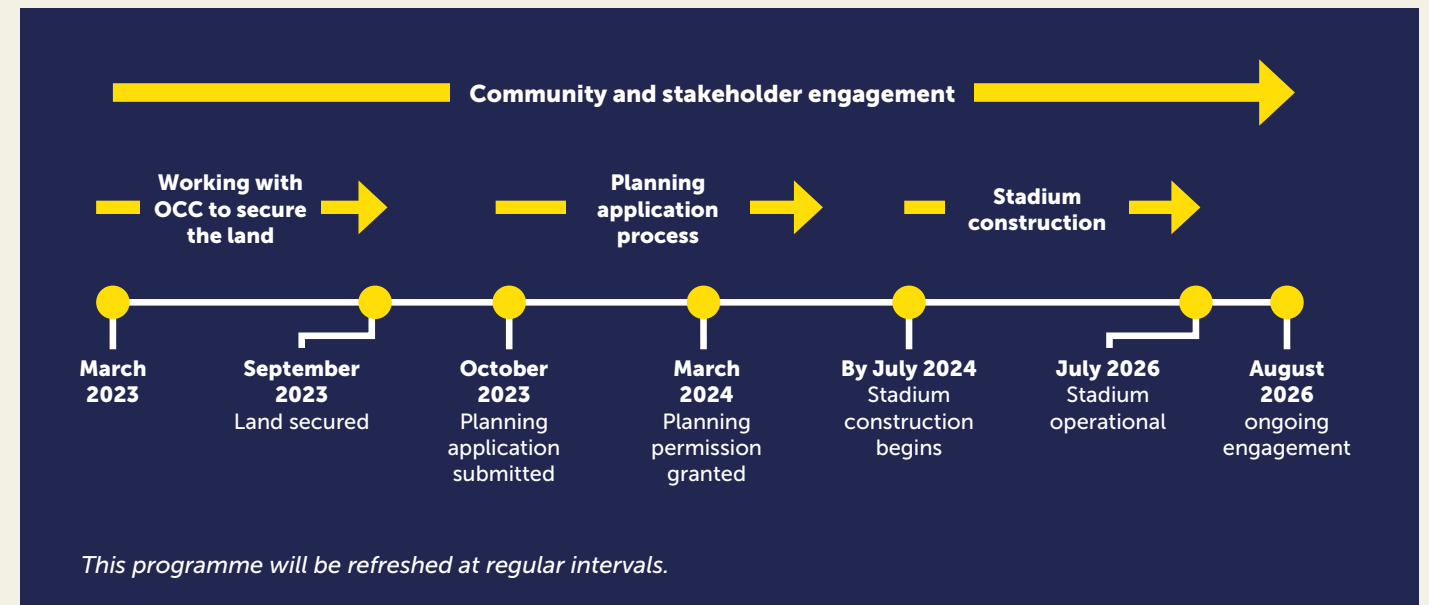 Community and stakeholder engagement
Working with
OCC to secure
the land
Planning
application
process
Stadium
construction
March
2023
September
2023
Land secured
October
2023
Planning
application
submitted
March
2024
Planning
permission
granted
By July 2024
Stadium
construction
begins
July 2026
Stadium
operational
August
2026
ongoing
engagement
This programme will be refreshed at regular intervals.